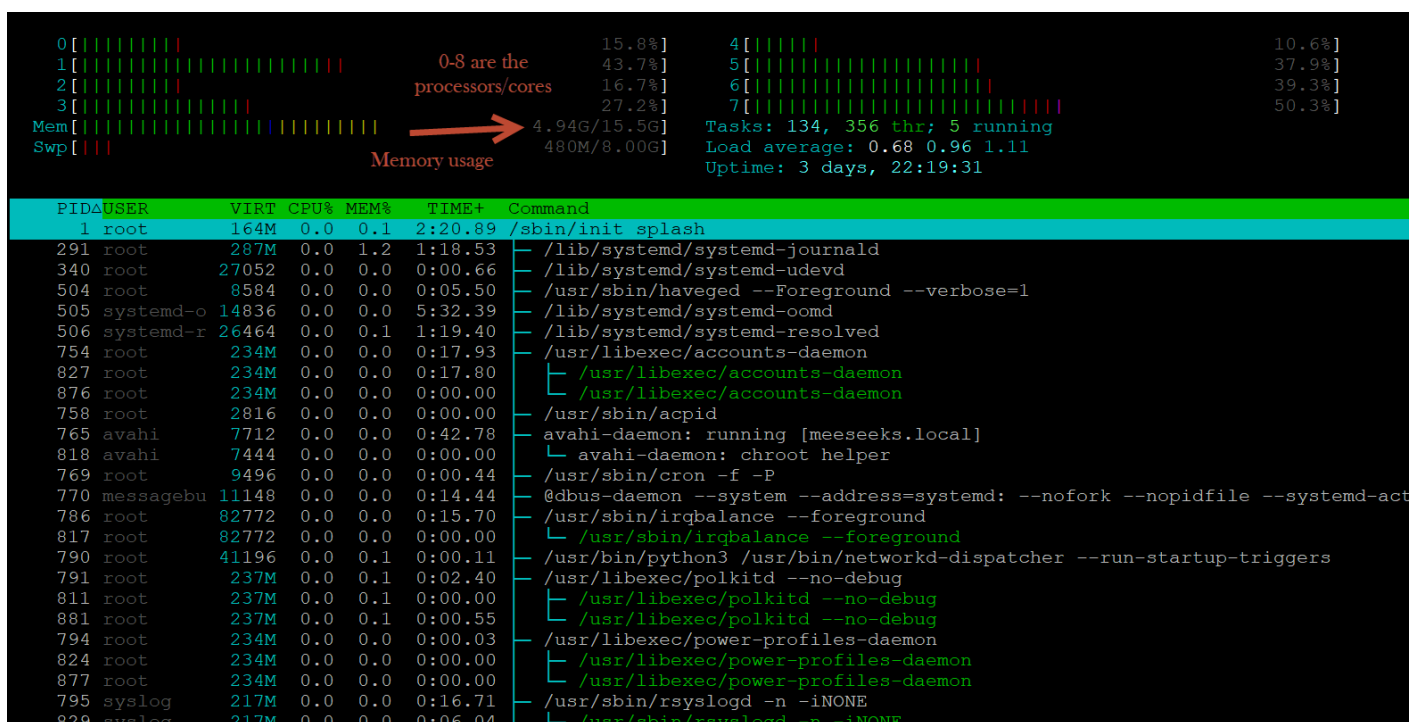 0[||||||||| 15.8%] 4[|||||| 10.6%]
1[|||||||||||||||||||||||| 43.7%] 5[||||||||||||||||||||| 37.9%]
0-8 are the
processors/cores
2[||||||||| 16.7%] 6[|||||||||||||||||||||| 39.3%]
3[||||||||||||||| 27.2%] 7[|||||||||||||||||||||||||||| 50.3%]
Mem[||||||||||||||||||||||||||| 4.94G/15.5G] Tasks: 134, 356 thr; 5 running
Swp[||| 480M/8.00G] Load average: 0.68 0.96 1.11
Memory usage
Uptime: 3 days, 22:19:31
PID△USER VIRT CPU% MEM% TIME+ Command
1 root 164M 0.0 0.1 2:20.89 /sbin/init splash
291 root 287M 0.0 1.2 1:18.53 ├─ /lib/systemd/systemd-journald
340 root 27052 0.0 0.0 0:00.66 ├─ /lib/systemd/systemd-udevd
504 root 8584 0.0 0.0 0:05.50 ├─ /usr/sbin/haveged --Foreground --verbose=1
505 systemd-o 14836 0.0 0.0 5:32.39 ├─ /lib/systemd/systemd-oomd
506 systemd-r 26464 0.0 0.1 1:19.40 ├─ /lib/systemd/systemd-resolved
754 root 234M 0.0 0.0 0:17.93 ├─ /usr/libexec/accounts-daemon
827 root 234M 0.0 0.0 0:17.80 │ ├─ /usr/libexec/accounts-daemon
876 root 234M 0.0 0.0 0:00.00 │ └─ /usr/libexec/accounts-daemon
758 root 2816 0.0 0.0 0:00.00 ├─ /usr/sbin/acpid
765 avahi 7712 0.0 0.0 0:42.78 ├─ avahi-daemon: running [meeseeks.local]
818 avahi 7444 0.0 0.0 0:00.00 │ └─ avahi-daemon: chroot helper
769 root 9496 0.0 0.0 0:00.44 ├─ /usr/sbin/cron -f -P
770 messagebu 11148 0.0 0.0 0:14.44 ├─ @dbus-daemon --system --address=systemd: --nofork --nopidfile --systemd-act
786 root 82772 0.0 0.0 0:15.70 ├─ /usr/sbin/irqbalance --foreground
817 root 82772 0.0 0.0 0:00.00 │ └─ /usr/sbin/irqbalance --foreground
790 root 41196 0.0 0.1 0:00.11 ├─ /usr/bin/python3 /usr/bin/networkd-dispatcher --run-startup-triggers
791 root 237M 0.0 0.1 0:02.40 ├─ /usr/libexec/polkitd --no-debug
811 root 237M 0.0 0.1 0:00.00 │ ├─ /usr/libexec/polkitd --no-debug
881 root 237M 0.0 0.1 0:00.55 │ └─ /usr/libexec/polkitd --no-debug
794 root 234M 0.0 0.0 0:00.03 ├─ /usr/libexec/power-profiles-daemon
824 root 234M 0.0 0.0 0:00.00 │ ├─ /usr/libexec/power-profiles-daemon
877 root 234M 0.0 0.0 0:00.00 │ └─ /usr/libexec/power-profiles-daemon
795 syslog 217M 0.0 0.0 0:16.71 ├─ /usr/sbin/rsyslogd -n -iNONE
829 syslog 217M 0.0 0.0 0:06.04 │ ├─ /usr/sbin/rsyslogd -n -iNONE